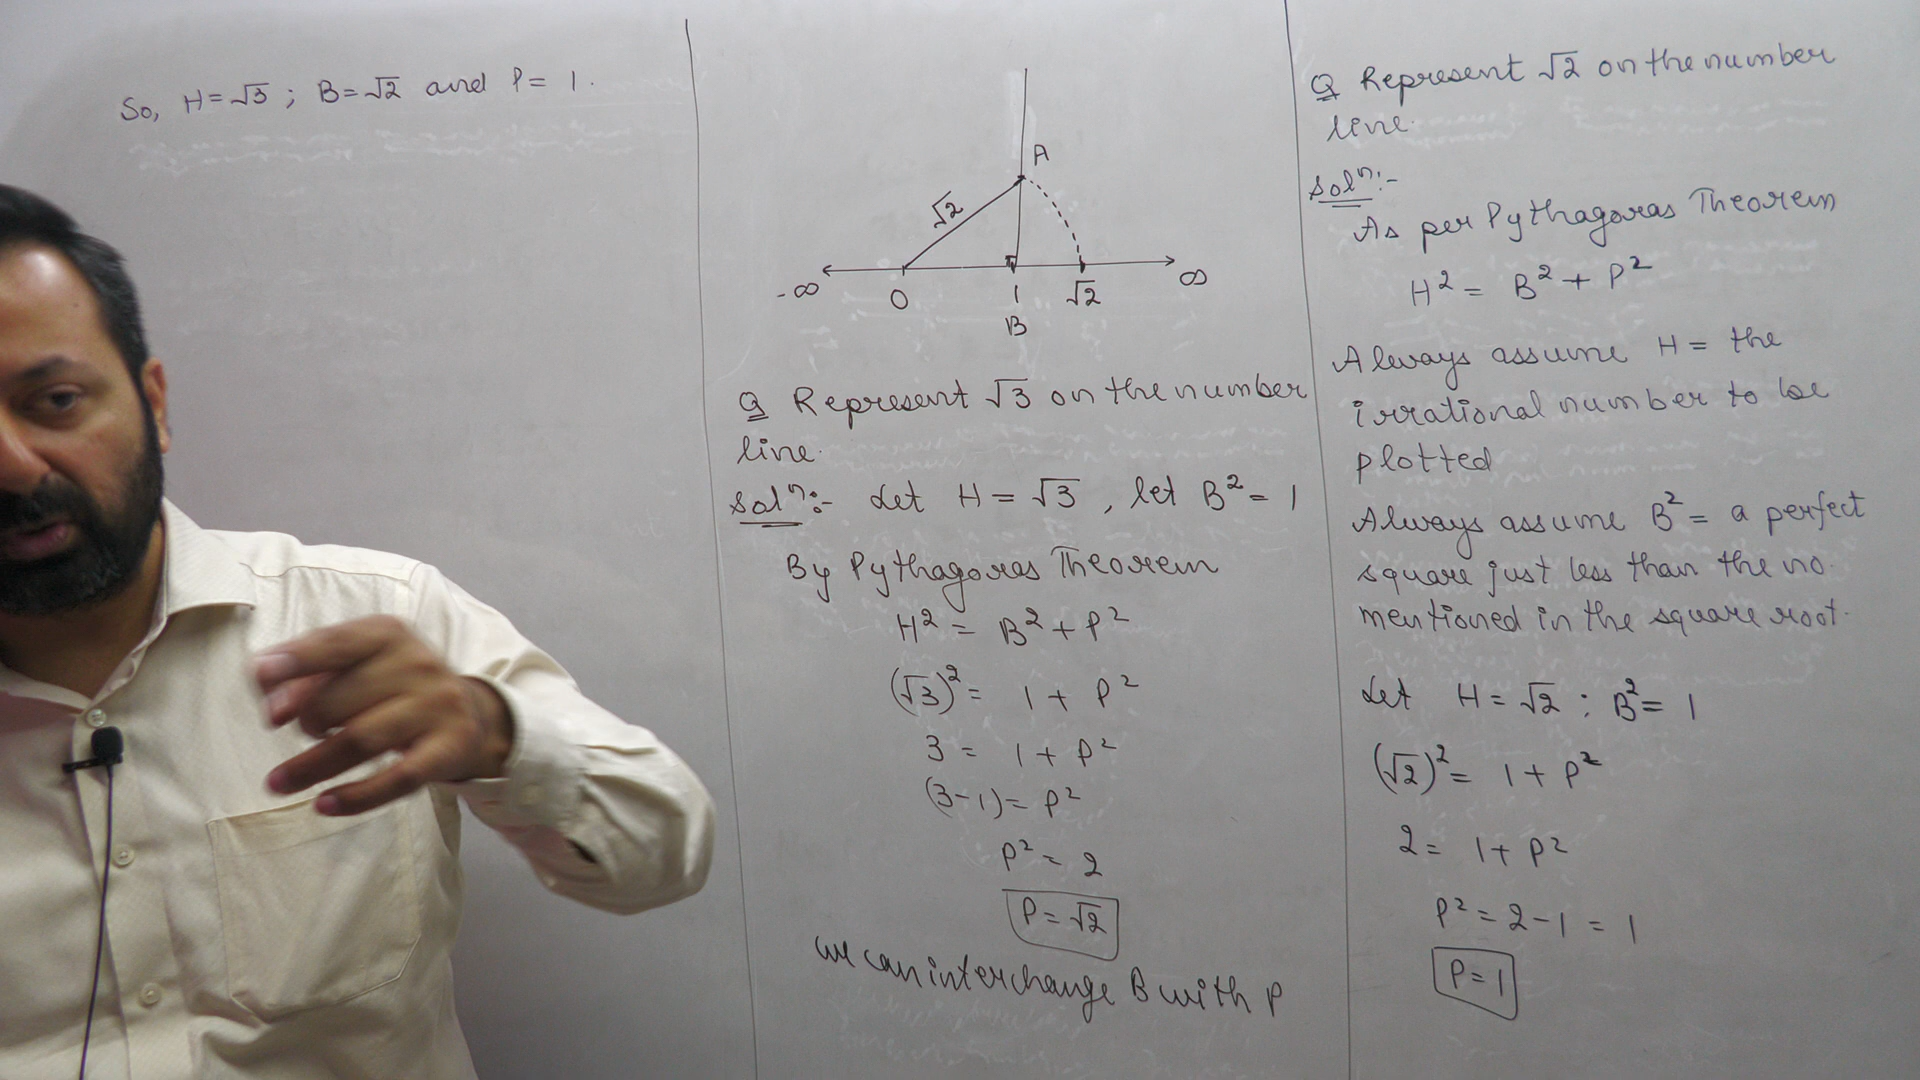 So, H=√3 ; B=√2 and P= 1.
A
√2
-∞
∞
0
1
√2
B
Q Represent √3 on the number
line.
Solⁿ:- Let H = √3 , let B² = 1
By Pythagoras Theorem
H² = B² + P²
(√3)² = 1 + P²
3 = 1 + P²
(3-1) = P²
P² = 2
P = √2
we can interchange B with P
Q Represent √2 on the number
line.
Solⁿ:-
As per Pythagoras Theorem
H² = B² + P²
Always assume H = the
irrational number to be
plotted
Always assume B² = a perfect
square just less than the no.
mentioned in the square root.
Let H = √2 ; B² = 1
(√2)² = 1 + P²
2 = 1 + P²
P² = 2 - 1 = 1
P = 1